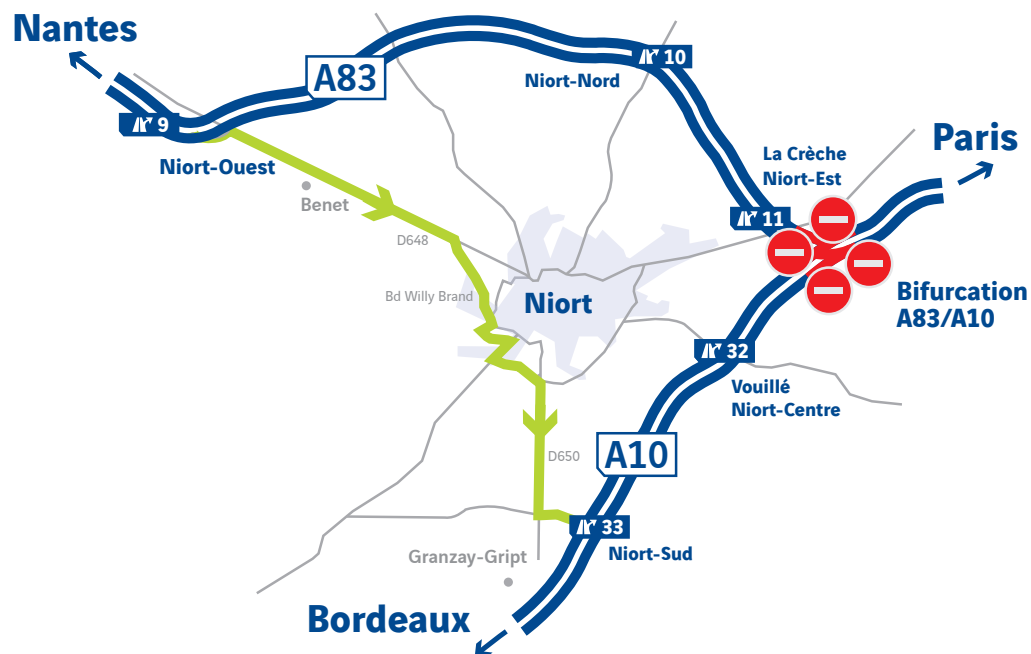 Nantes
A83
10
Niort-Nord
9
Niort-Ouest
Paris
La Crèche
Niort-Est
11
Benet
D648
Bd Willy Brand
Niort
Bifurcation
A83/A10
32
Vouillé
Niort-Centre
A10
D650
33
Niort-Sud
Granzay-Gript
Bordeaux